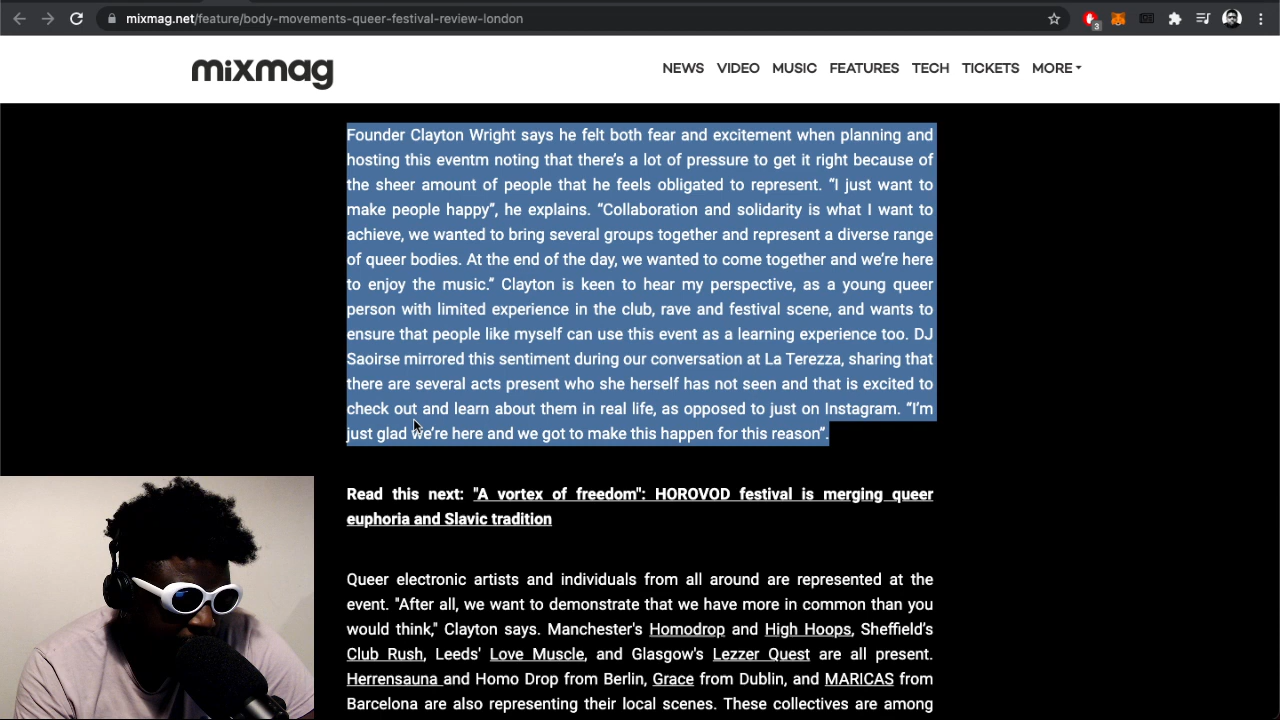 mixmag.net/feature/body-movements-queer-festival-review-london
3
mixmag
NEWS VIDEO MUSIC FEATURES TECH TICKETS MORE
Founder Clayton Wright says he felt both fear and excitement when planning and
hosting this eventm noting that there's a lot of pressure to get it right because of
the sheer amount of people that he feels obligated to represent. “I just want to
make people happy”, he explains. “Collaboration and solidarity is what I want to
achieve, we wanted to bring several groups together and represent a diverse range
of queer bodies. At the end of the day, we wanted to come together and we're here
to enjoy the music.” Clayton is keen to hear my perspective, as a young queer
person with limited experience in the club, rave and festival scene, and wants to
ensure that people like myself can use this event as a learning experience too. DJ
Saoirse mirrored this sentiment during our conversation at La Terezza, sharing that
there are several acts present who she herself has not seen and that is excited to
check out and learn about them in real life, as opposed to just on Instagram. “I'm
just glad we're here and we got to make this happen for this reason”.
Read this next: "A vortex of freedom": HOROVOD festival is merging queer
euphoria and Slavic tradition
Queer electronic artists and individuals from all around are represented at the
event. "After all, we want to demonstrate that we have more in common than you
would think," Clayton says. Manchester's Homodrop and High Hoops, Sheffield's
Club Rush, Leeds' Love Muscle, and Glasgow's Lezzer Quest are all present.
Herrensauna and Homo Drop from Berlin, Grace from Dublin, and MARICAS from
Barcelona are also representing their local scenes. These collectives are among